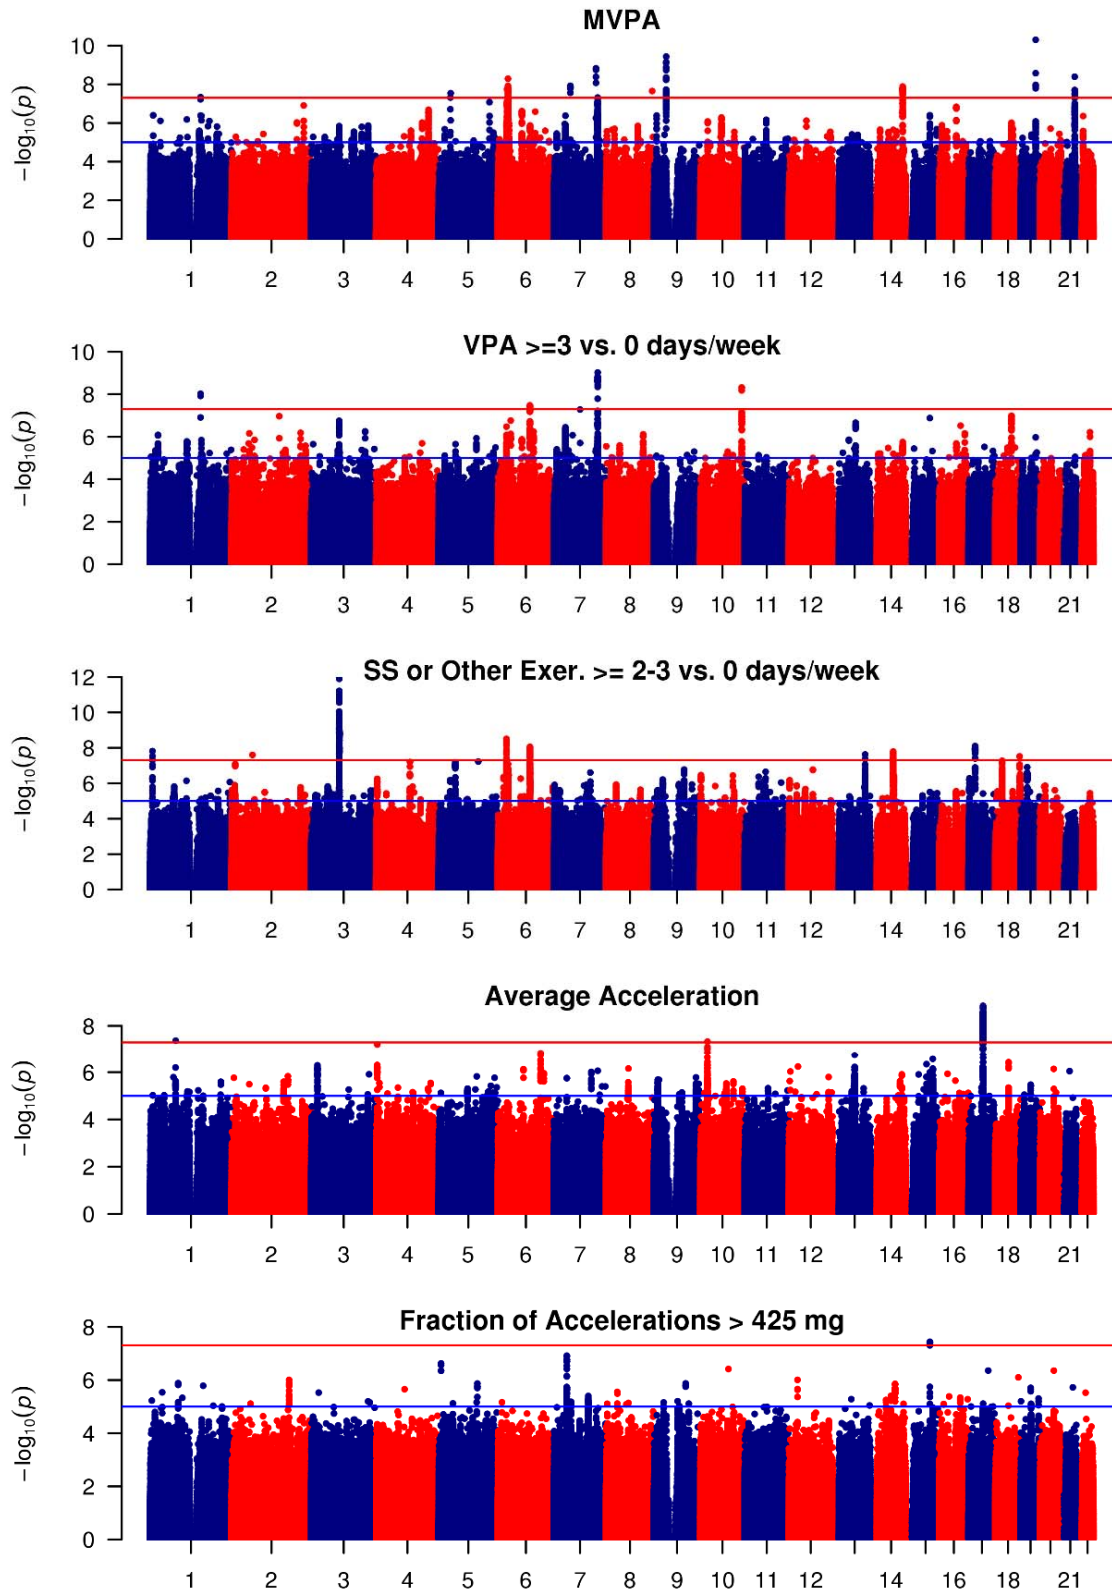 MVPA
−log10(p)
10
8
6
4
2
0
1 2 3 4 5 6 7 8 9 10 11 12 14 16 18 21
VPA >=3 vs. 0 days/week
−log10(p)
10
8
6
4
2
0
1 2 3 4 5 6 7 8 9 10 11 12 14 16 18 21
SS or Other Exer. >= 2-3 vs. 0 days/week
−log10(p)
12
10
8
6
4
2
0
1 2 3 4 5 6 7 8 9 10 11 12 14 16 18 21
Average Acceleration
−log10(p)
8
6
4
2
0
1 2 3 4 5 6 7 8 9 10 11 12 14 16 18 21
Fraction of Accelerations > 425 mg
−log10(p)
8
6
4
2
0
1 2 3 4 5 6 7 8 9 10 11 12 14 16 18 21